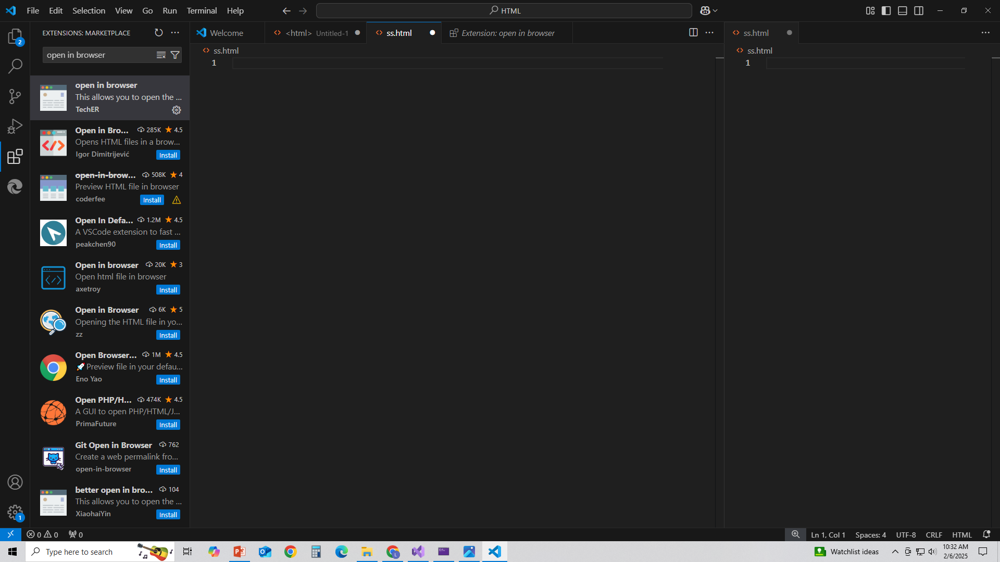 File Edit Selection View Go Run Terminal Help
HTML
EXTENSIONS: MARKETPLACE
2
open in browser
Welcome
<html> Untitled-1
ss.html
Extension: open in browser
ss.html
ss.html
1
ss.html
1
open in browser
This allows you to open the ...
TechER
Open in Bro... 285K 4.5
Opens HTML files in a brow...
Igor Dimitrijević Install
open-in-brow... 508K 4
Preview HTML file in browser
coderfee Install
Open In Defa... 1.2M 4.5
A VSCode extension to fast ...
peakchen90 Install
Open in browser 20K 3
Open html file in browser
axetroy Install
Open in Browser 6K 5
Opening the HTML file in yo...
zz Install
Open Browser... 1M 4.5
🚀Preview file in your defau...
Eno Yao Install
Open PHP/H... 474K 4.5
A GUI to open PHP/HTML/J...
PrimaFuture Install
Git Open in Browser 762
Create a web permalink fro...
open-in-browser Install
better open in bro... 104
This allows you to open the ...
XiaohaiYin Install
1
0 0 0
Ln 1, Col 1 Spaces: 4 UTF-8 CRLF HTML
Type here to search
L
Watchlist ideas
10:32 AM
2/6/2025